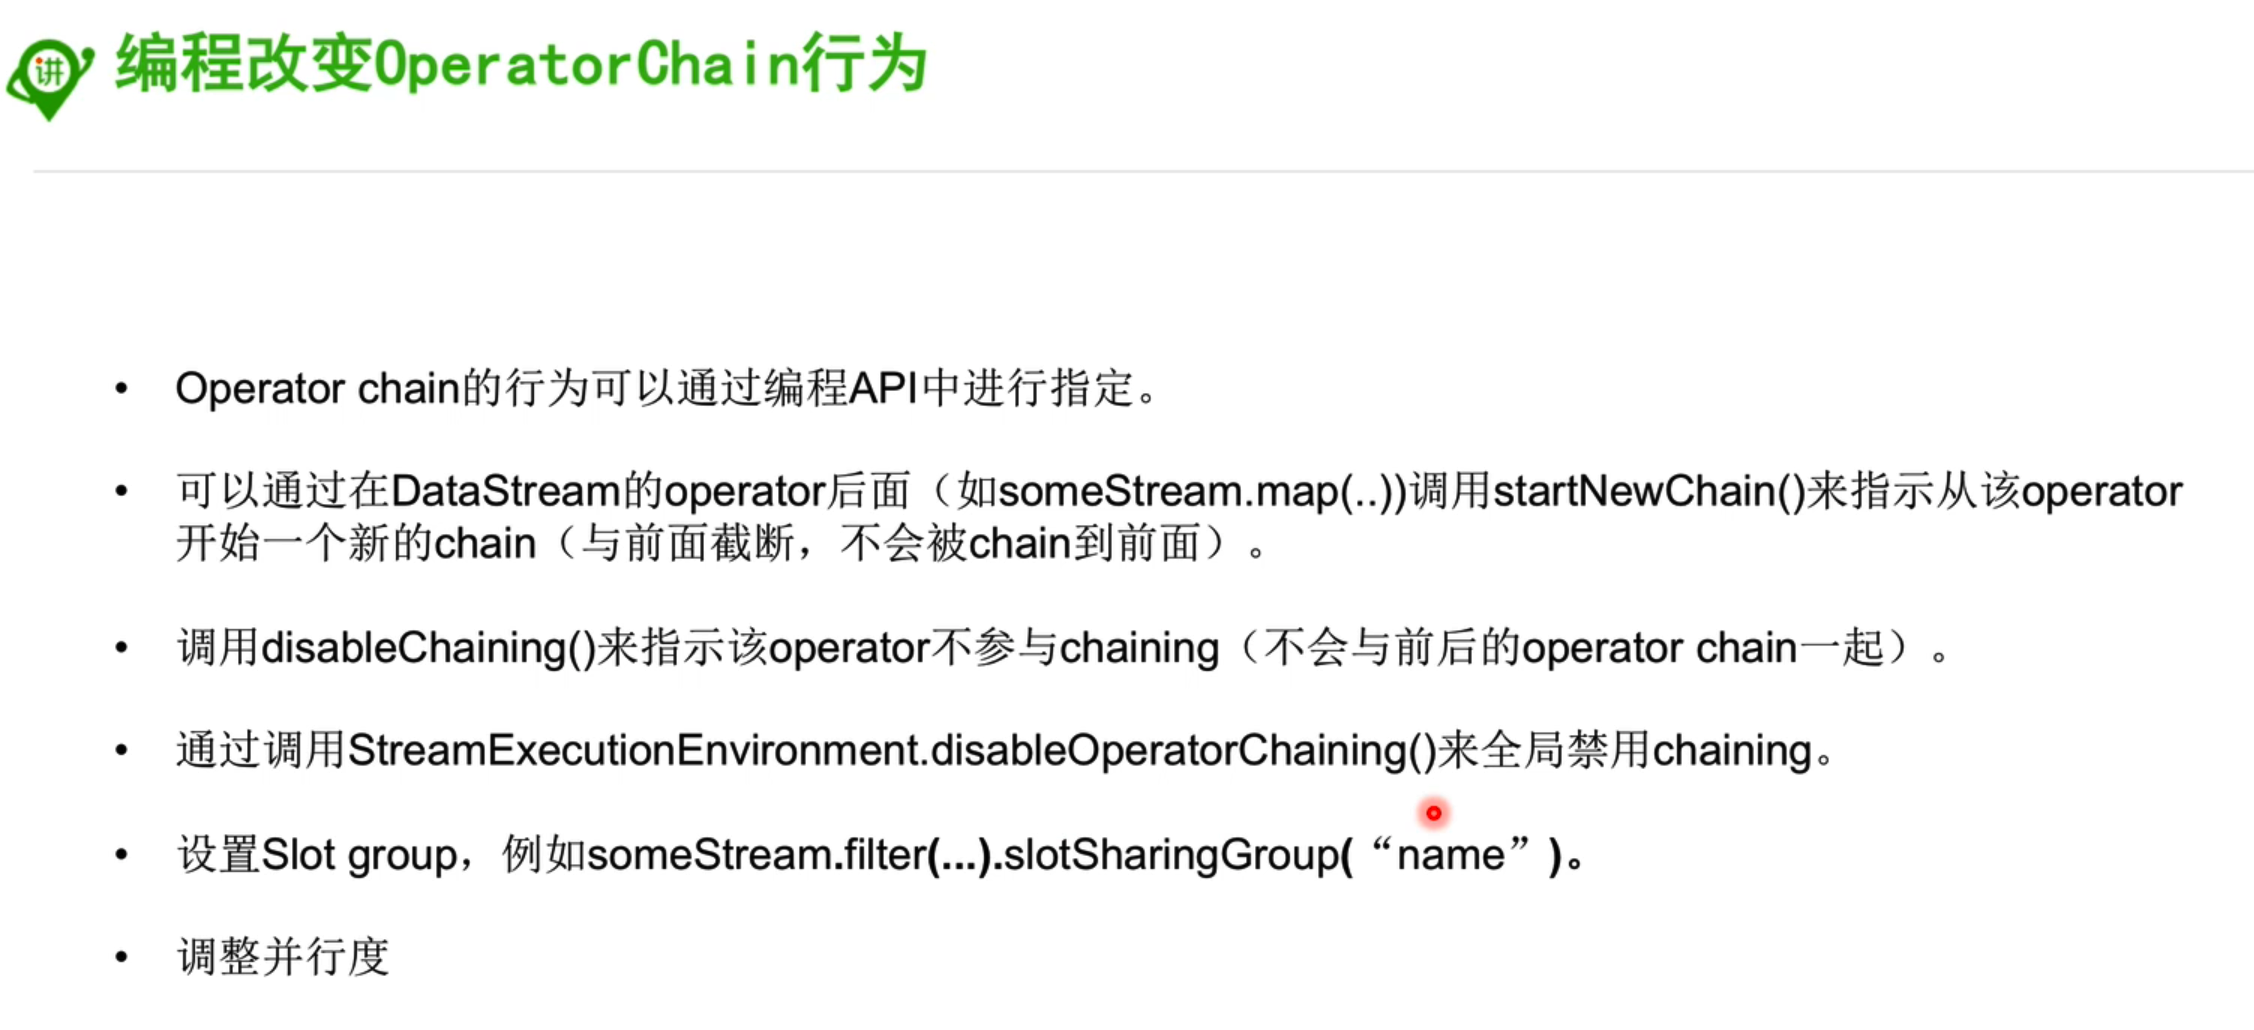 讲
编程改变OperatorChain行为
• Operator chain的行为可以通过编程API中进行指定。
• 可以通过在DataStream的operator后面（如someStream.map(..))调用startNewChain()来指示从该operator
开始一个新的chain（与前面截断，不会被chain到前面）。
• 调用disableChaining()来指示该operator不参与chaining（不会与前后的operator chain一起）。
• 通过调用StreamExecutionEnvironment.disableOperatorChaining()来全局禁用chaining。
• 设置Slot group，例如someStream.filter(...).slotSharingGroup(“name”)。
• 调整并行度